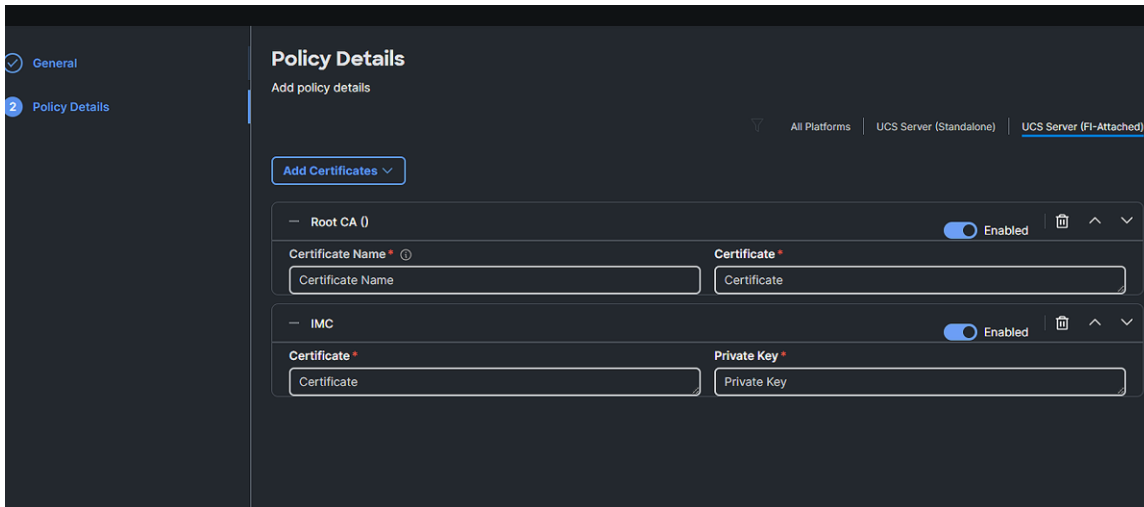 General
2 Policy Details
Policy Details
Add policy details
All Platforms UCS Server (Standalone) UCS Server (FI-Attached)
Add Certificates
Root CA ()
Enabled
Certificate Name * Certificate *
Certificate Name Certificate
IMC
Enabled
Certificate * Private Key *
Certificate Private Key